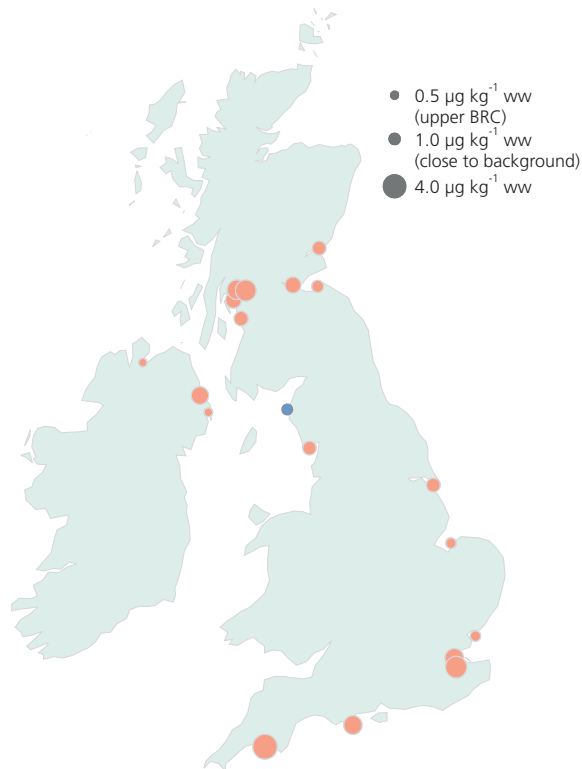 0.5 µg kg⁻¹ ww
(upper BRC)
1.0 µg kg⁻¹ ww
(close to background)
4.0 µg kg⁻¹ ww